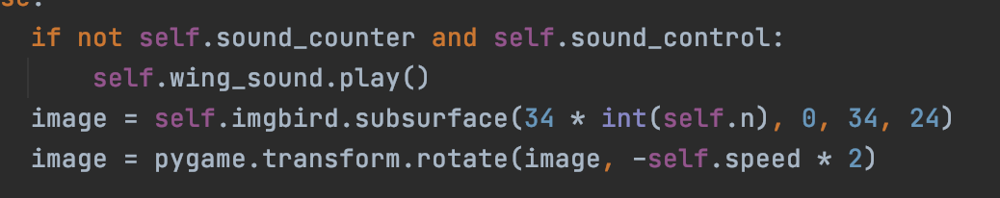 se:
if not self.sound_counter and self.sound_control:
    self.wing_sound.play()
image = self.imgbird.subsurface(34 * int(self.n), 0, 34, 24)
image = pygame.transform.rotate(image, -self.speed * 2)